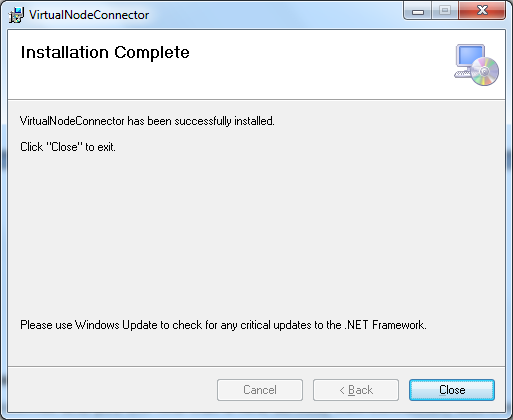 VirtualNodeConnector
Installation Complete
VirtualNodeConnector has been successfully installed.
Click "Close" to exit.
Please use Windows Update to check for any critical updates to the .NET Framework.
Cancel
< Back
Close